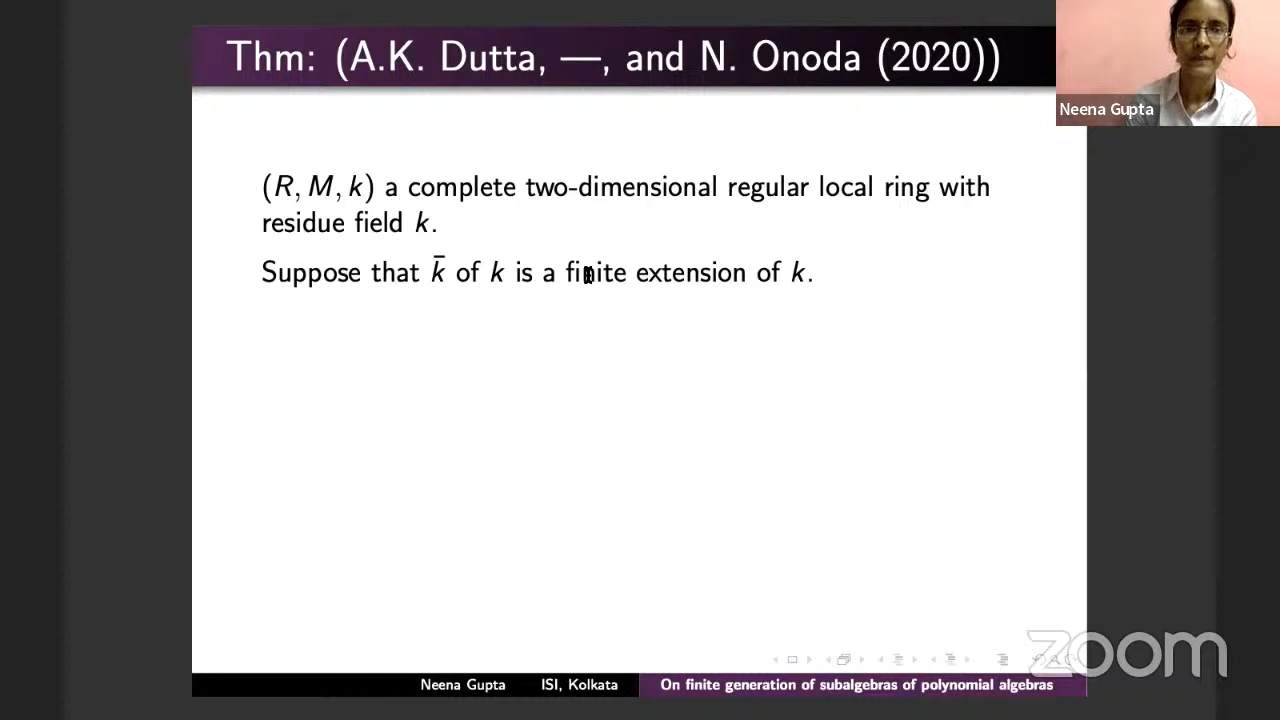 Thm: (A.K. Dutta, —, and N. Onoda (2020))
Neena Gupta
(R, M, k) a complete two-dimensional regular local ring with
residue field k.
Suppose that k̄ of k is a finite extension of k.
zoom
Neena Gupta ISI, Kolkata On finite generation of subalgebras of polynomial algebras